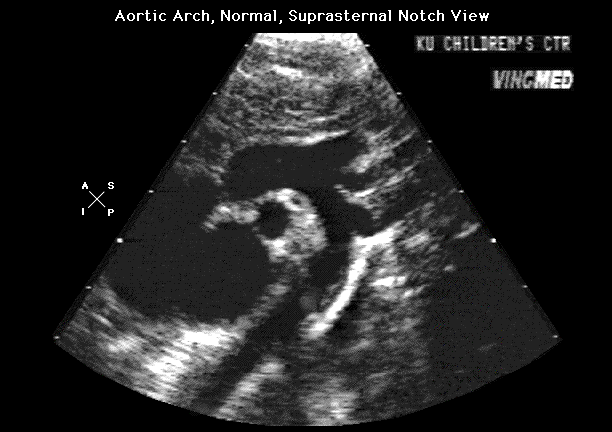 Aortic Arch, Normal, Suprasternal Notch View
KU CHILDREN'S CTR
VINGMED
A S
I P